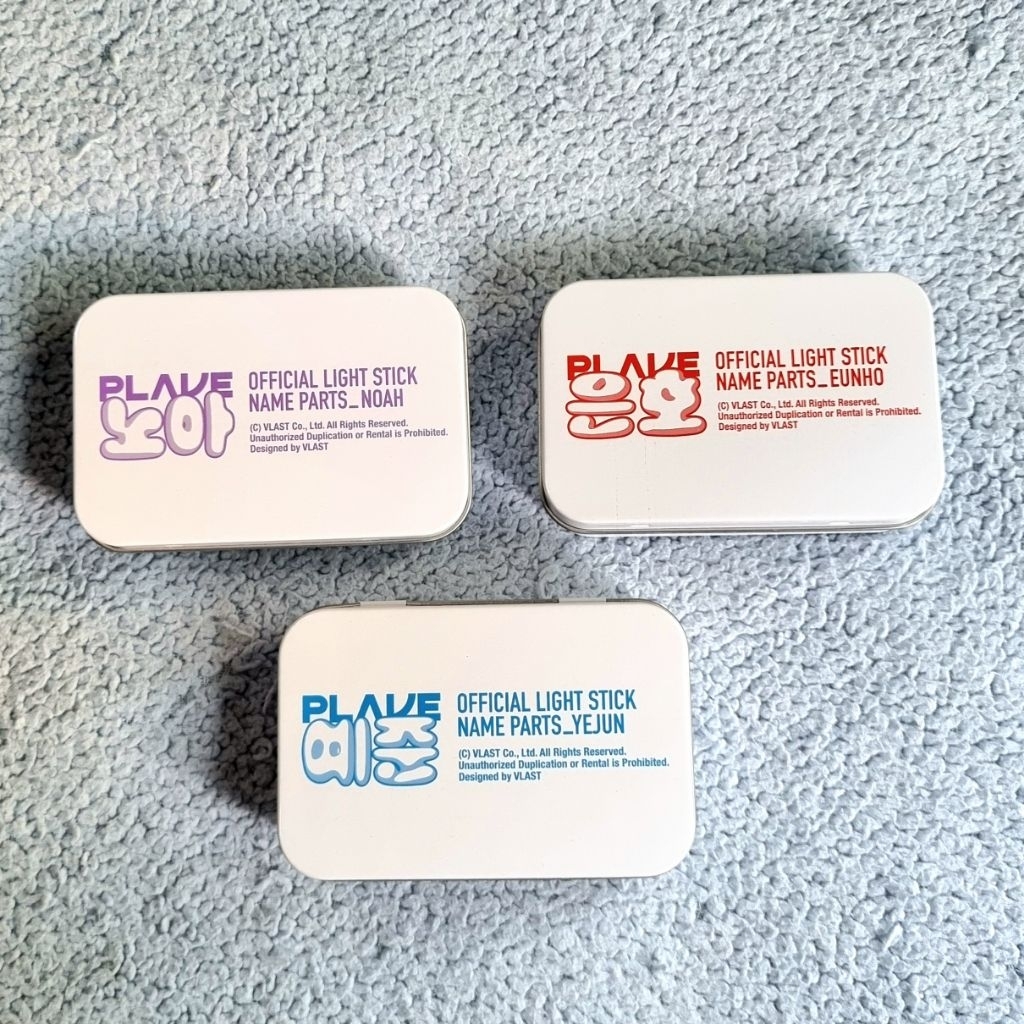 PLAVE
노아
OFFICIAL LIGHT STICK
NAME PARTS_NOAH
(C) VLAST Co., Ltd. All Rights Reserved.
Unauthorized Duplication or Rental is Prohibited.
Designed by VLAST
PLAVE
은호
OFFICIAL LIGHT STICK
NAME PARTS_EUNHO
(C) VLAST Co., Ltd. All Rights Reserved.
Unauthorized Duplication or Rental is Prohibited.
Designed by VLAST
PLAVE
예준
OFFICIAL LIGHT STICK
NAME PARTS_YEJUN
(C) VLAST Co., Ltd. All Rights Reserved.
Unauthorized Duplication or Rental is Prohibited.
Designed by VLAST